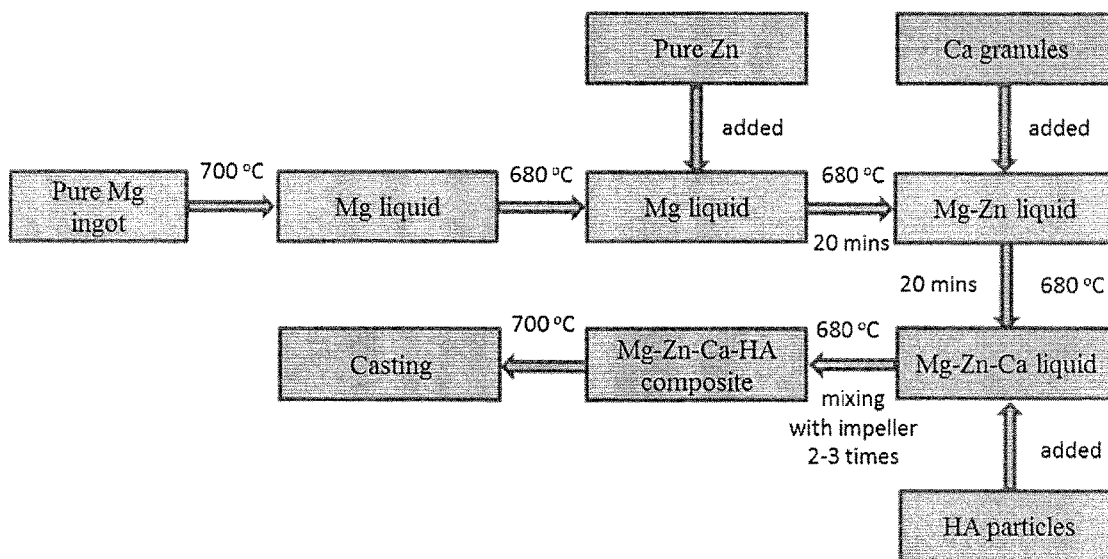 Pure Zn
Ca granules
added
added
700 °C
680 °C
680 °C
Pure Mg
ingot
Mg liquid
Mg liquid
Mg-Zn liquid
20 mins
20 mins
680 °C
700 °C
680 °C
Casting
Mg-Zn-Ca-HA
composite
Mg-Zn-Ca liquid
mixing
with impeller
2-3 times
added
HA particles